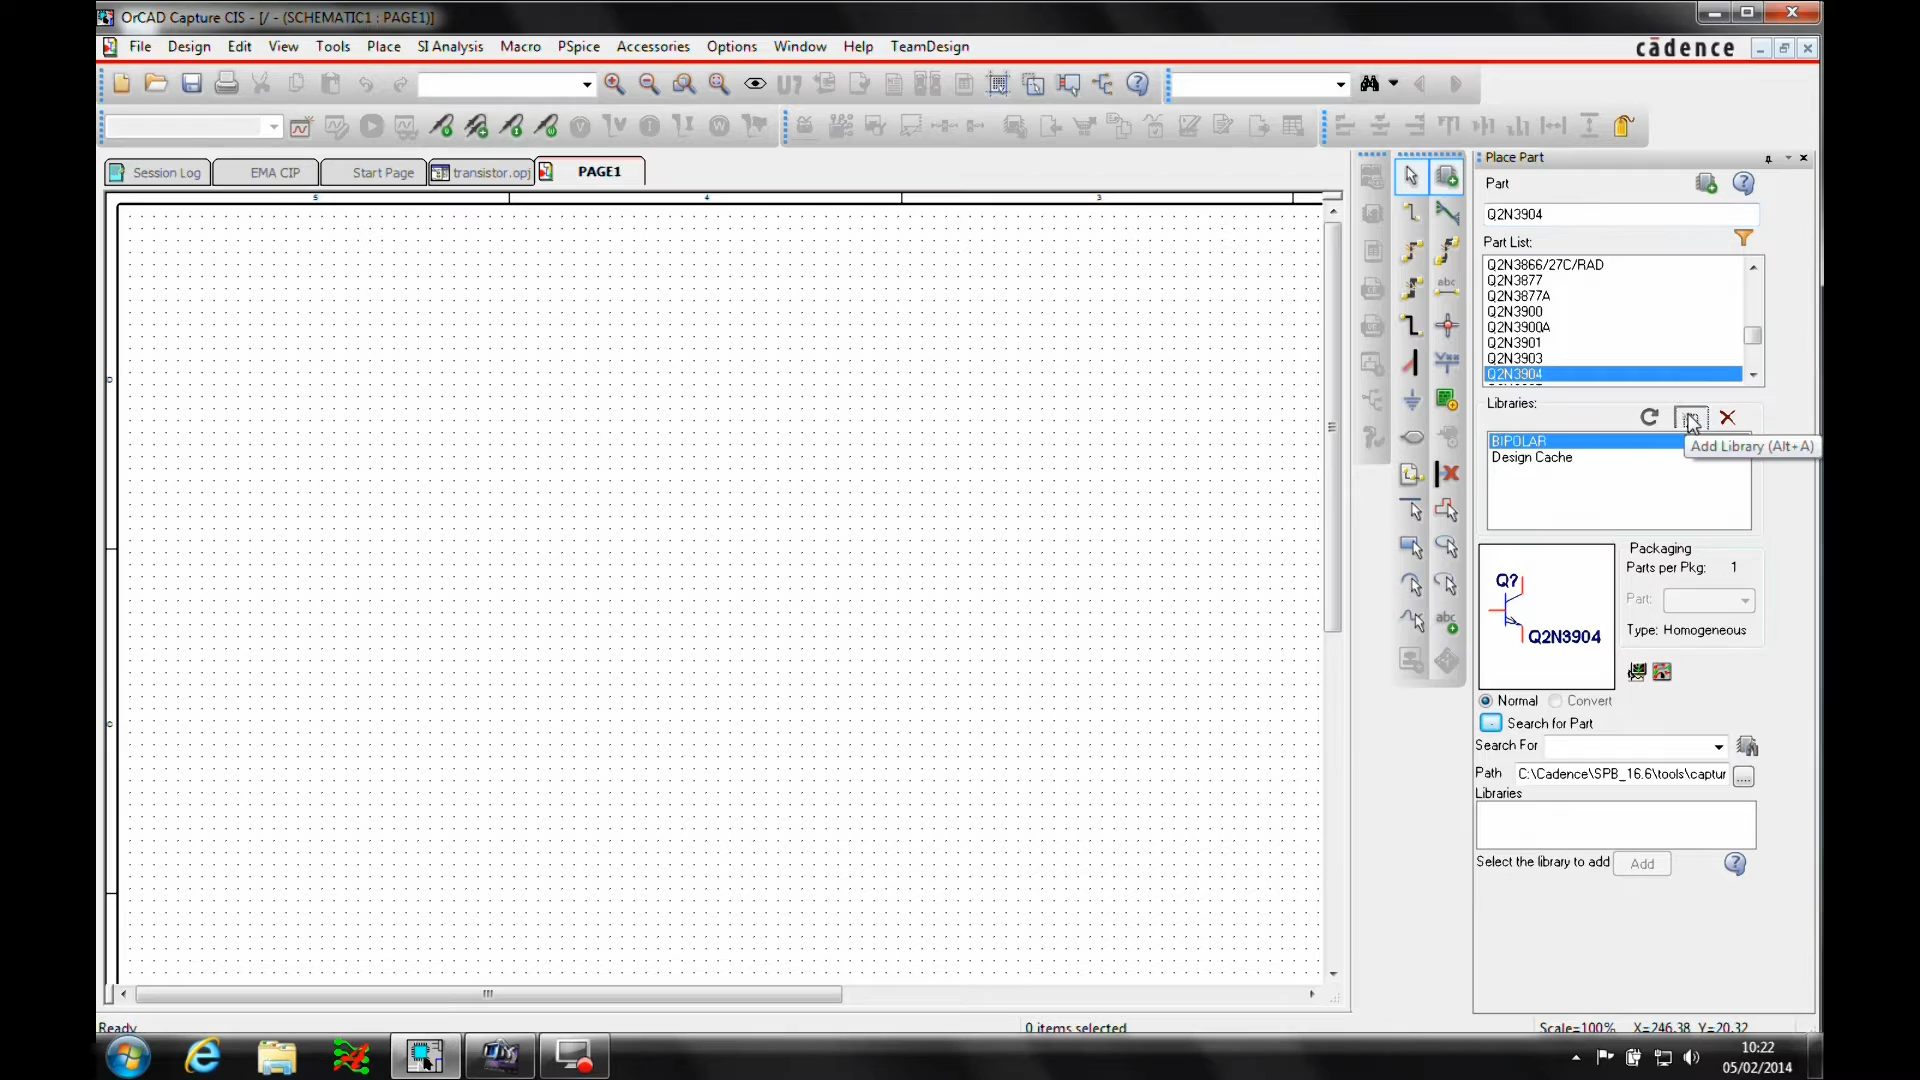 OrCAD Capture CIS - [/ - (SCHEMATIC1 : PAGE1)]
File Design Edit View Tools Place SI Analysis Macro PSpice Accessories Options Window Help TeamDesign
cādence
Session Log EMA CIP Start Page transistor.opj PAGE1
5 4 3
Place Part
Part
Q2N3904
Part List:
Q2N3866/27C/RAD
Q2N3877
Q2N3877A
Q2N3900
Q2N3900A
Q2N3901
Q2N3903
Q2N3904
Libraries:
BIPOLAR
Add Library (Alt+A)
Design Cache
Q?
Q2N3904
Packaging
Parts per Pkg: 1
Part:
Type: Homogeneous
Normal Convert
Search for Part
Search For
Path C:\Cadence\SPB_16.6\tools\captur
Libraries
Select the library to add Add
Ready 0 items selected Scale=100% X=246.38 Y=20.32
10:22
05/02/2014